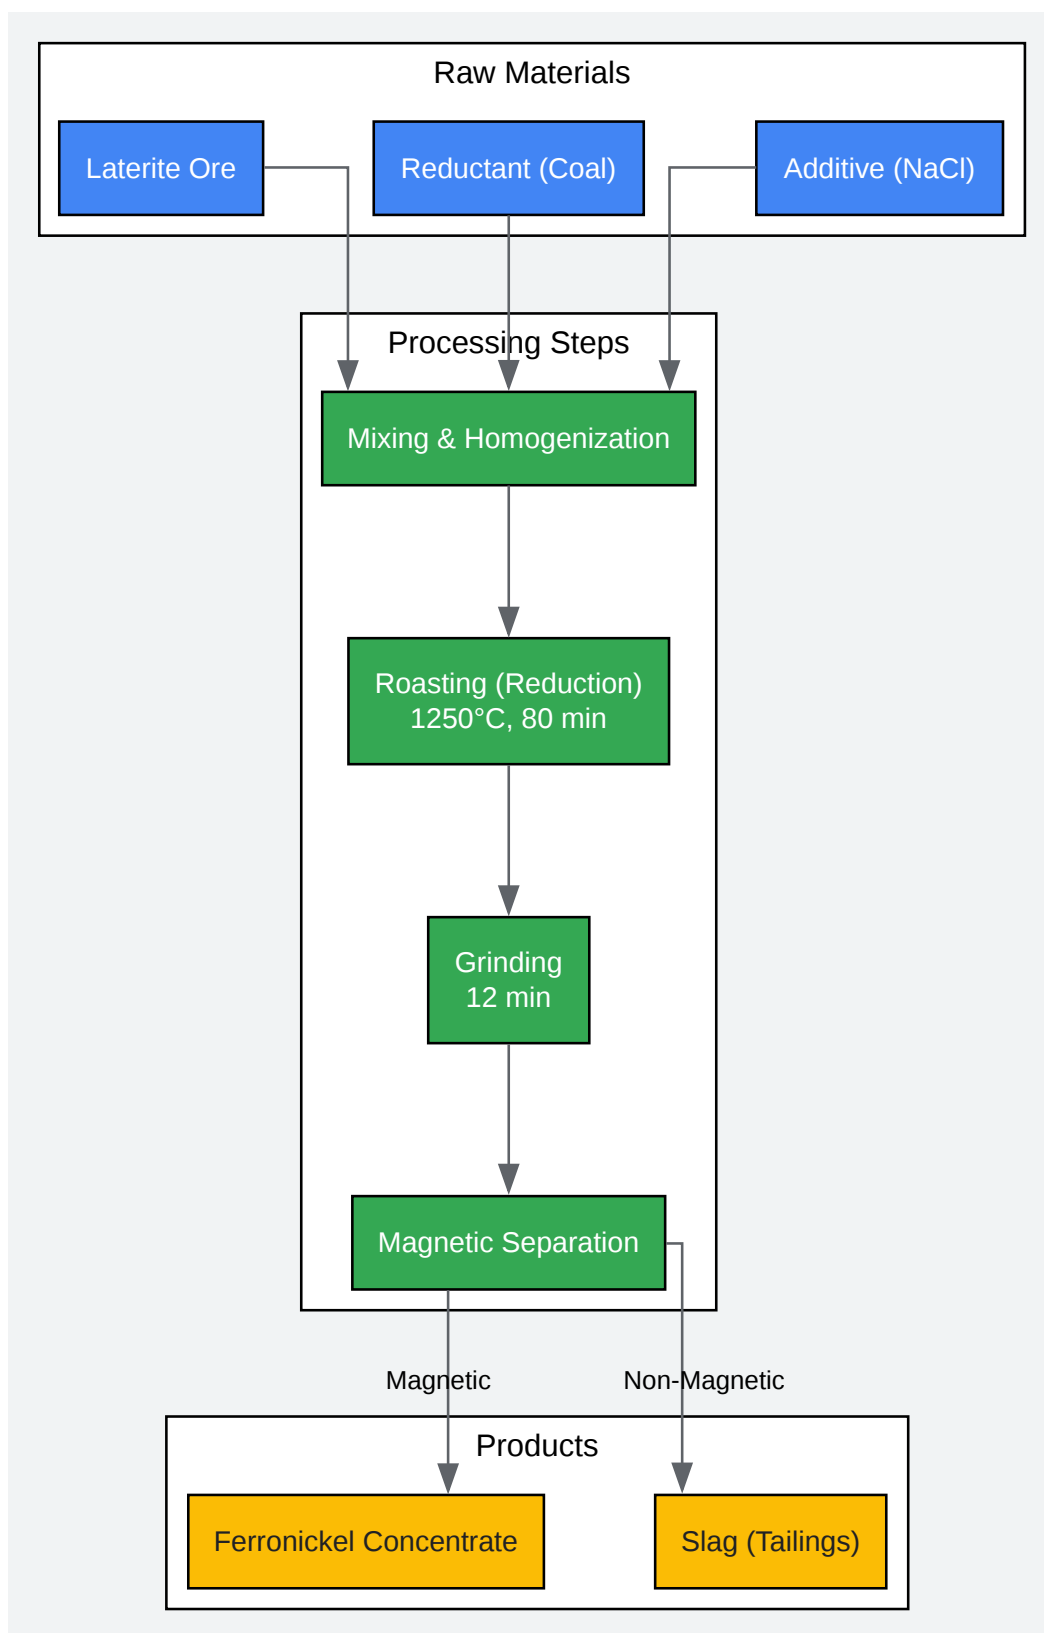 Raw Materials
Laterite Ore
Reductant (Coal)
Additive (NaCl)
Processing Steps
Mixing & Homogenization
Roasting (Reduction)
1250°C, 80 min
Grinding
12 min
Magnetic Separation
Magnetic
Non-Magnetic
Products
Ferronickel Concentrate
Slag (Tailings)